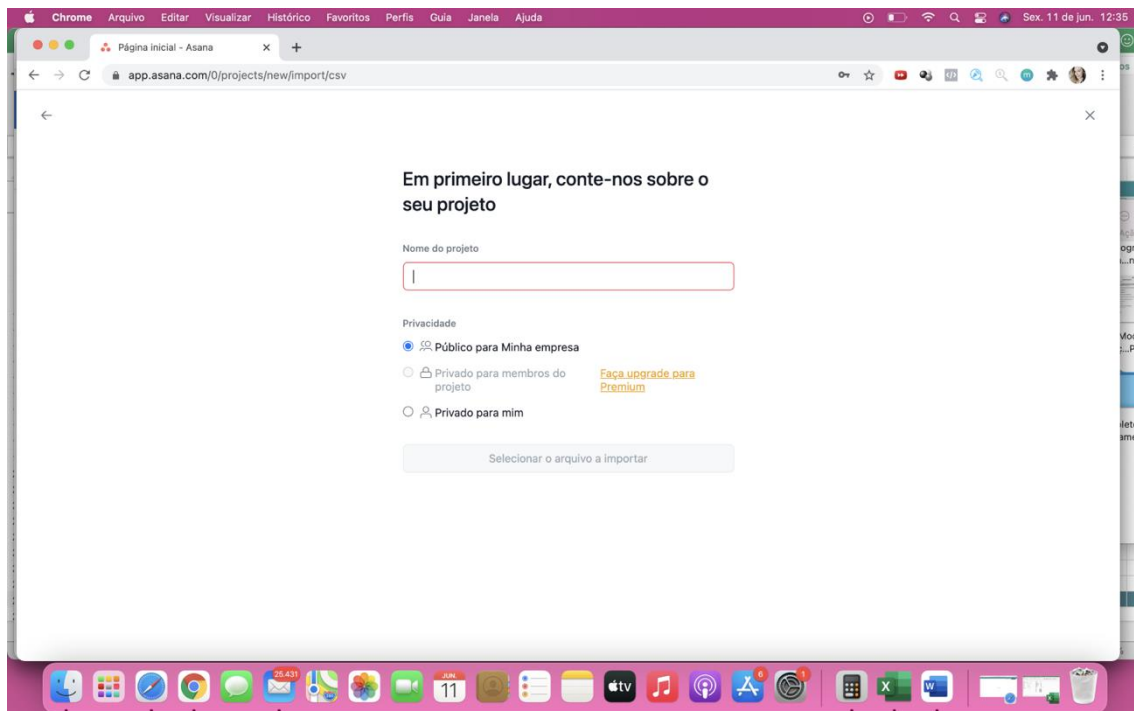 Chrome Arquivo Editar Visualizar Histórico Favoritos Perfis Guia Janela Ajuda Sex. 11 de jun. 12:35
Página inicial - Asana
app.asana.com/0/projects/new/import/csv
Em primeiro lugar, conte-nos sobre o
seu projeto
Nome do projeto
Privacidade
Público para Minha empresa
Privado para membros do
projeto
Faça upgrade para
Premium
Privado para mim
Selecionar o arquivo a importar
25.431
JUN.
11
tv
6
1